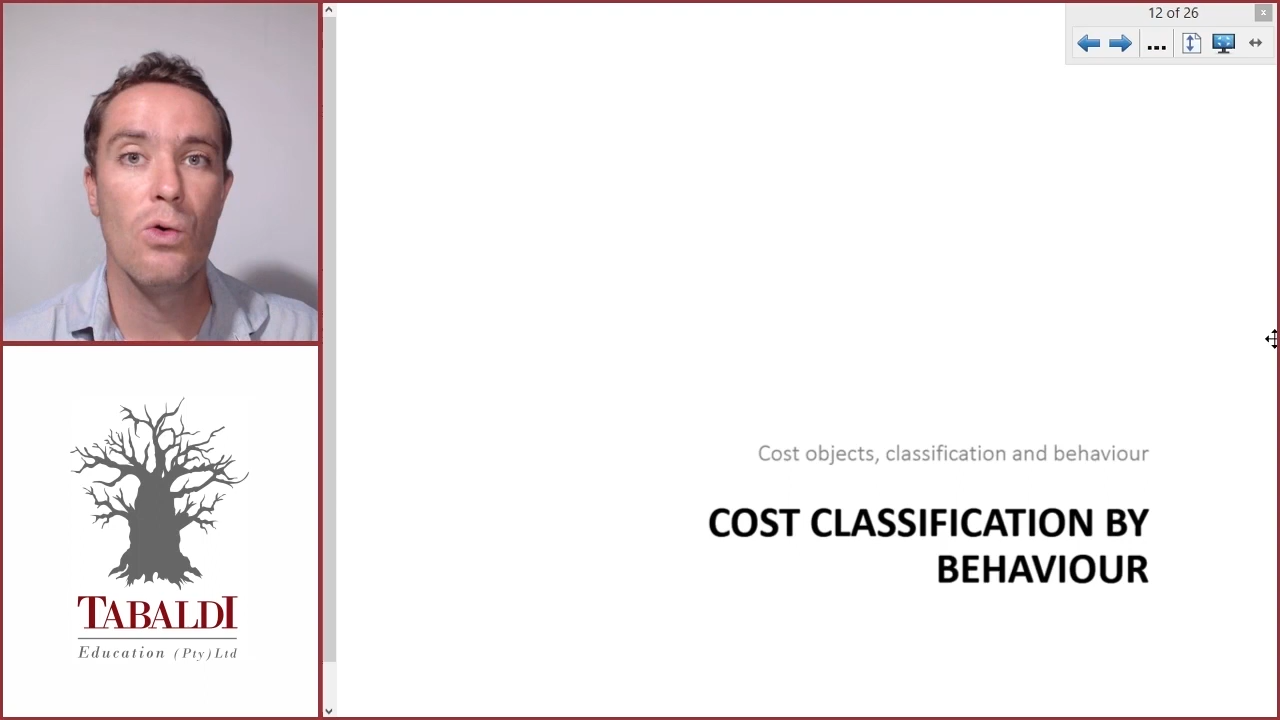 12 of 26
Cost objects, classification and behaviour
COST CLASSIFICATION BY
BEHAVIOUR
TABALDI
Education (Pty) Ltd